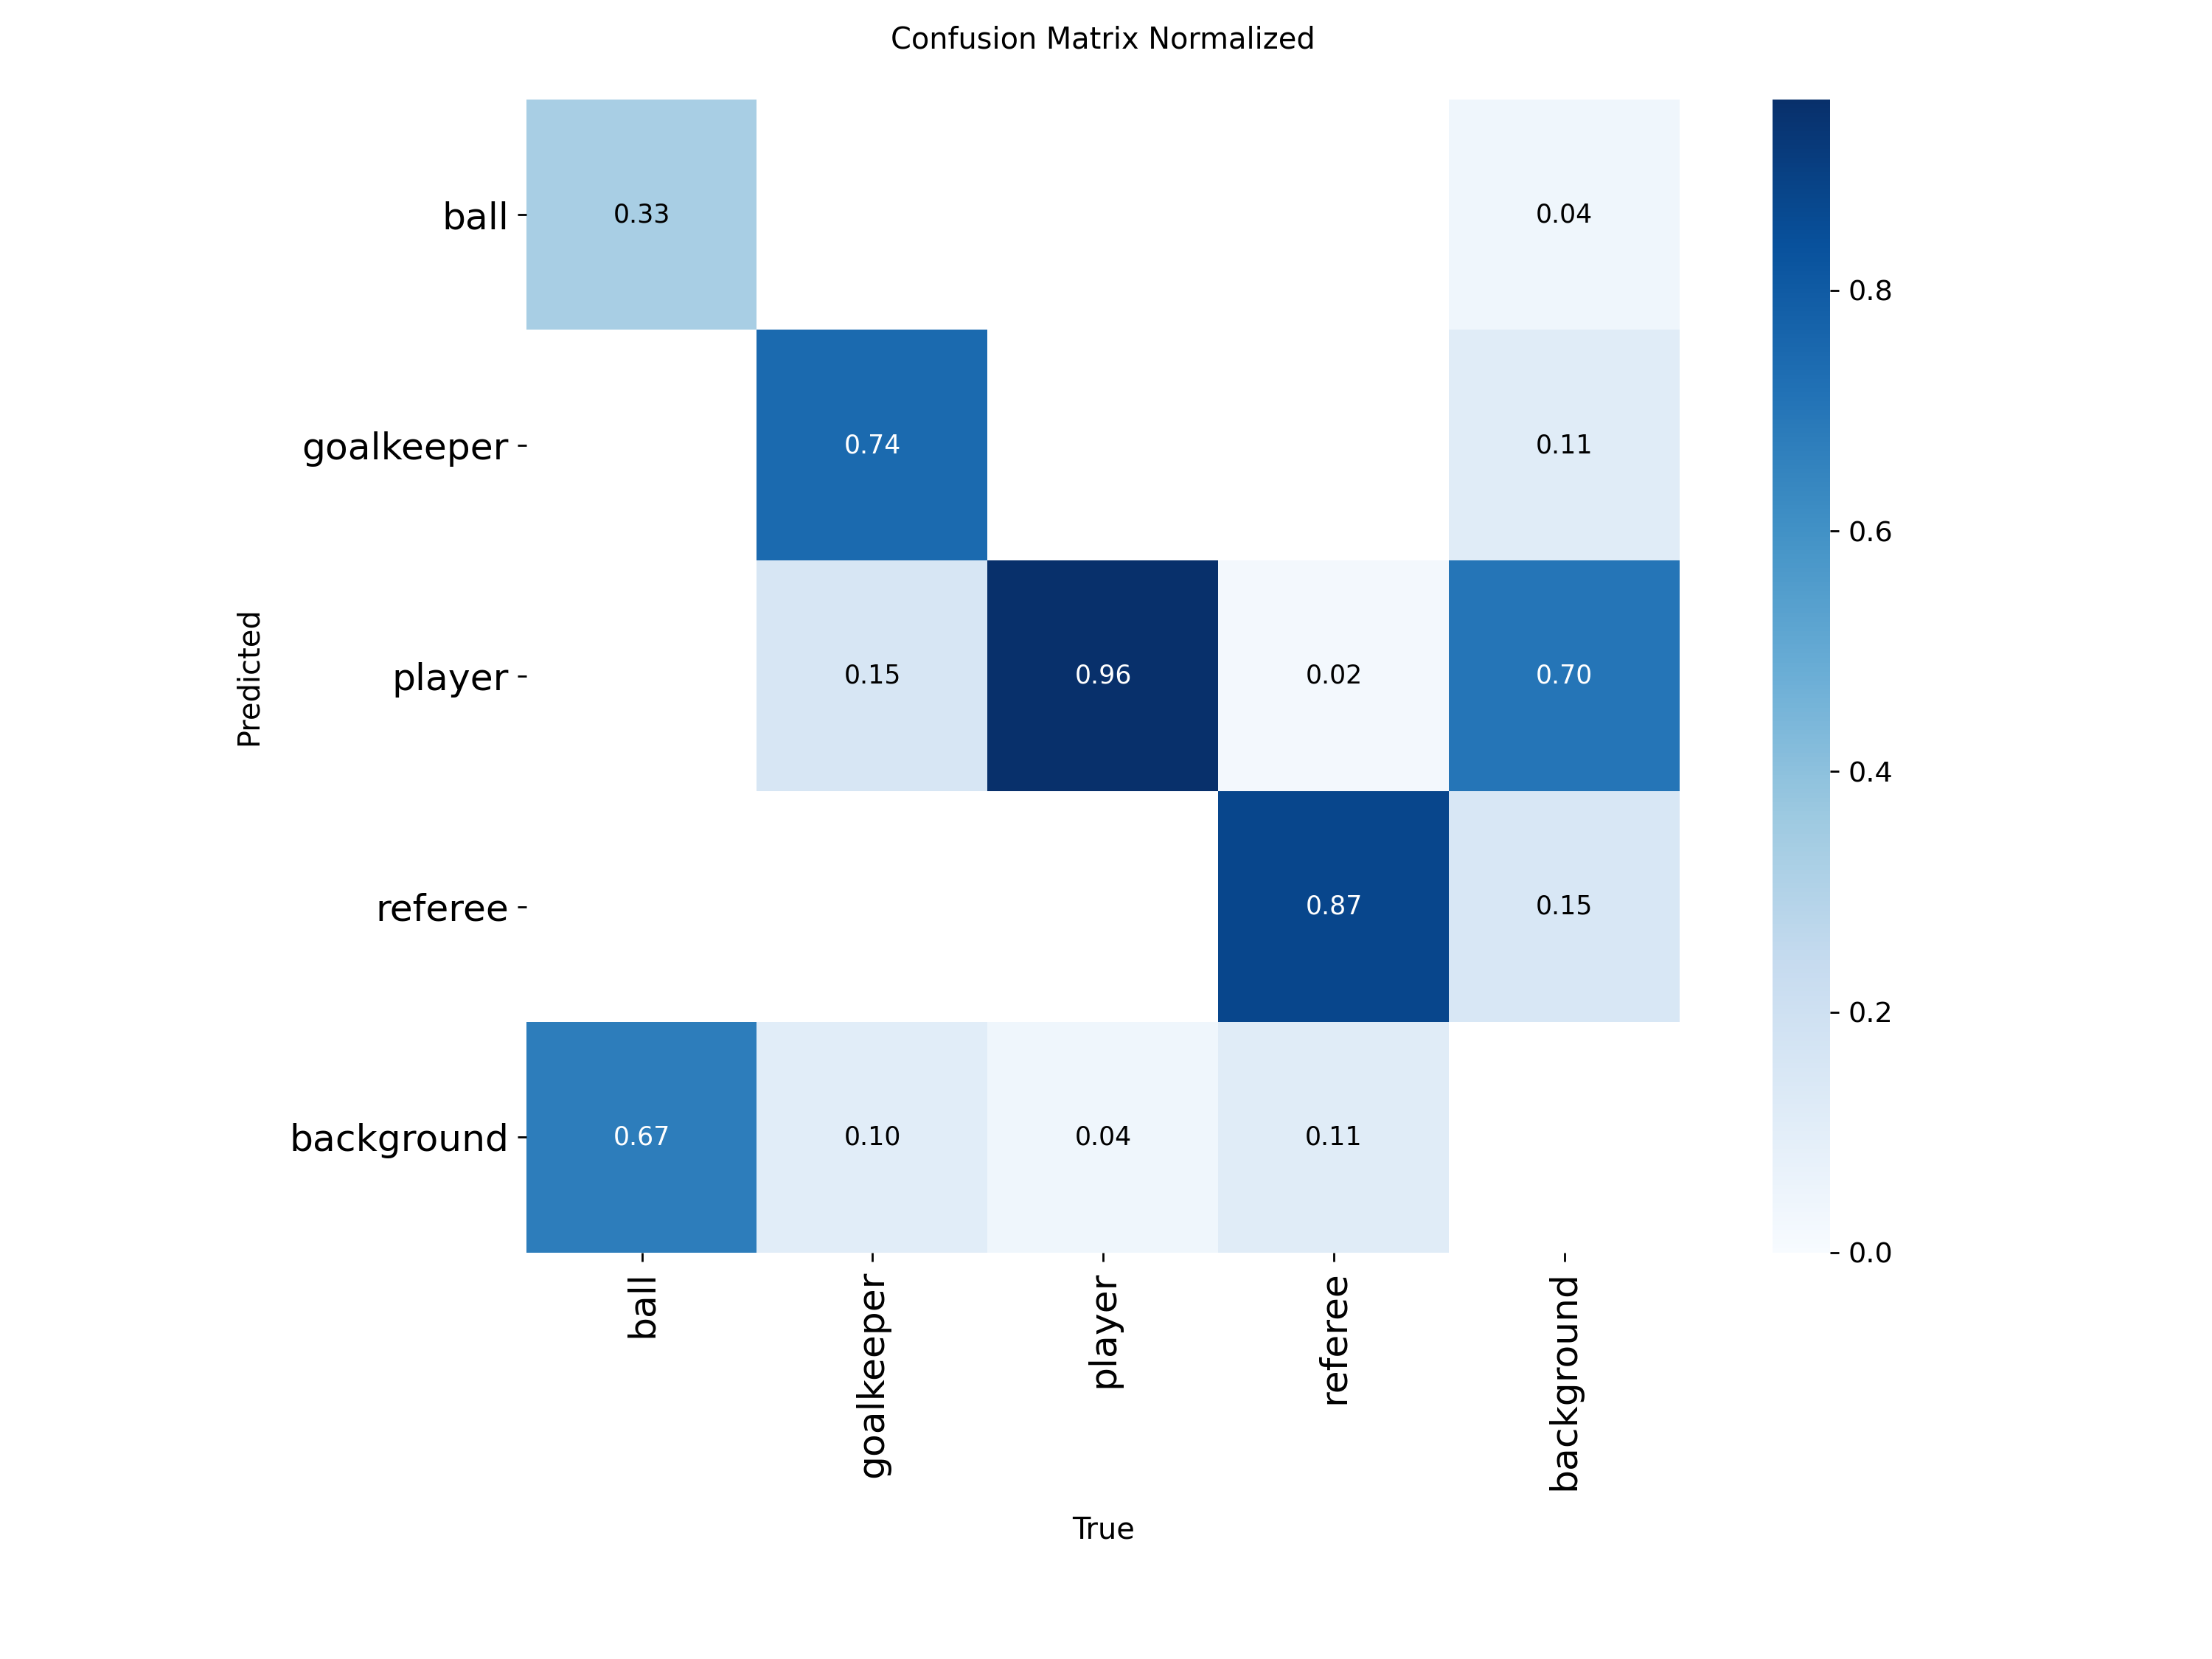 Confusion Matrix Normalized
ball
0.33
0.04
0.8
goalkeeper
0.74
0.11
0.6
Predicted
player
0.15
0.96
0.02
0.70
0.4
referee
0.87
0.15
0.2
background
0.67
0.10
0.04
0.11
0.0
ball
goalkeeper
player
referee
background
True